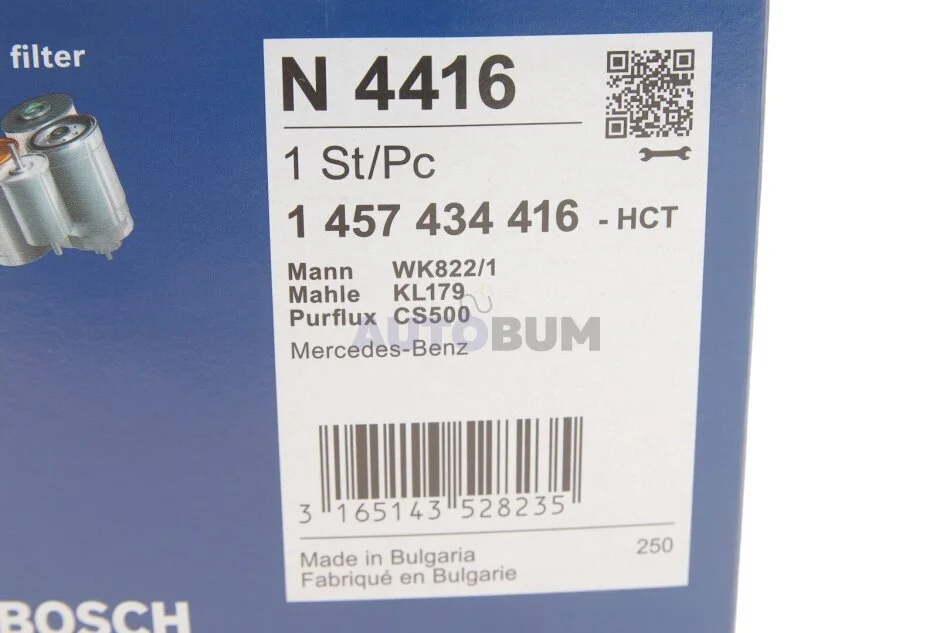 filter
N 4416
1 St/Pc
1 457 434 416 - HCT
Mann WK822/1
Mahle KL179
Purflux CS500
AUTOBUM
Mercedes-Benz
3 165143 528235
Made in Bulgaria
Fabriqué en Bulgarie
250
BOSCH